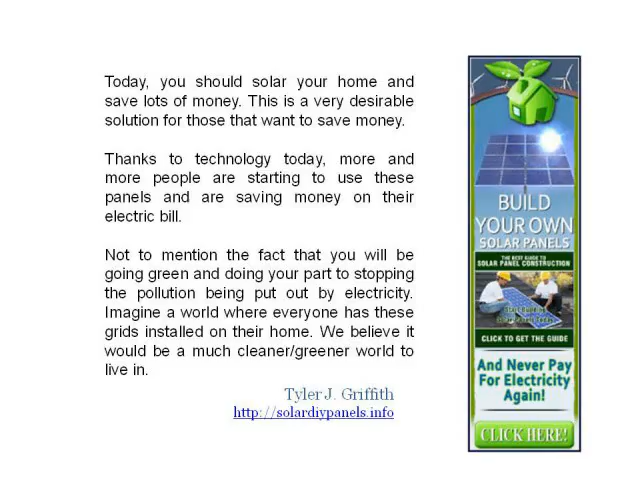 Today, you should solar your home and
save lots of money. This is a very desirable
solution for those that want to save money.
Thanks to technology today, more and
more people are starting to use these
panels and are saving money on their
electric bill.
Not to mention the fact that you will be
going green and doing your part to stopping
the pollution being put out by electricity.
Imagine a world where everyone has these
grids installed on their home. We believe it
would be a much cleaner/greener world to
live in.
Tyler J. Griffith
http://solardiypanels.info
BUILD
YOUR OWN
SOLAR PANELS
THE BEST GUIDE TO
SOLAR PANEL CONSTRUCTION
Start Building
Solar Panels Today
CLICK TO GET THE GUIDE
And Never Pay
For Electricity
Again!
CLICK HERE!